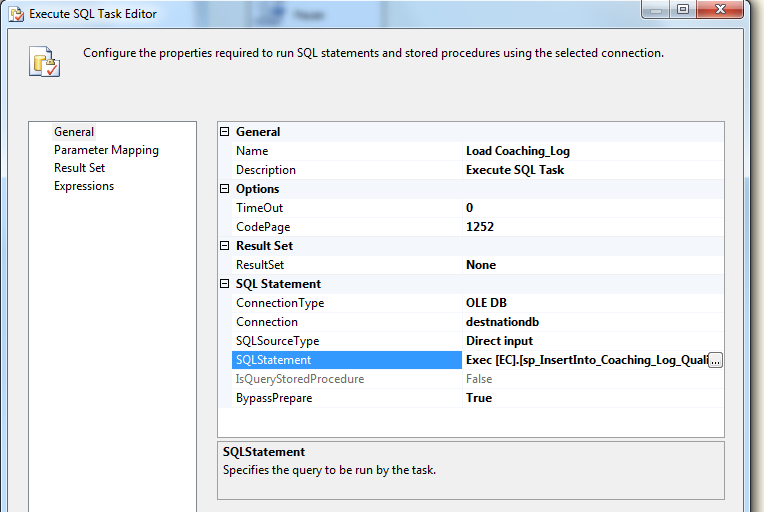 Execute SQL Task Editor
Configure the properties required to run SQL statements and stored procedures using the selected connection.
General
Parameter Mapping
Result Set
Expressions
General
Name Load Coaching_Log
Description Execute SQL Task
Options
TimeOut 0
CodePage 1252
Result Set
ResultSet None
SQL Statement
ConnectionType OLE DB
Connection destnationdb
SQLSourceType Direct input
SQLStatement Exec [EC].[sp_InsertInto_Coaching_Log_Quali ...
IsQueryStoredProcedure False
BypassPrepare True
SQLStatement
Specifies the query to be run by the task.